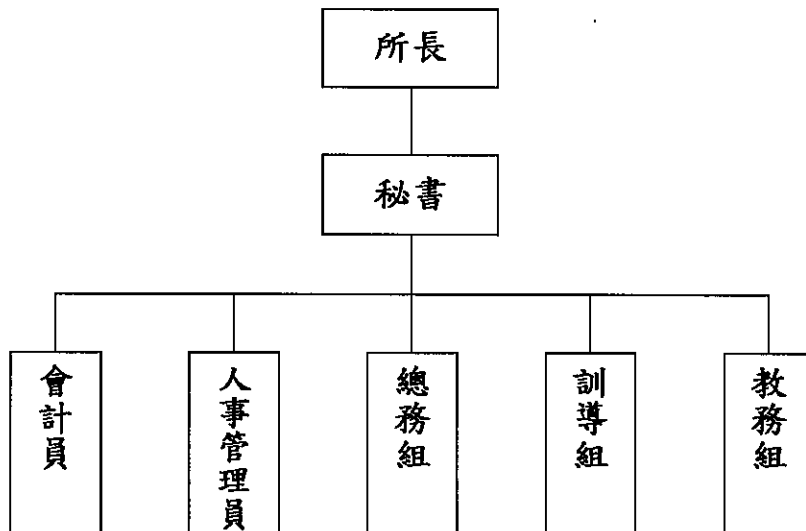 所長
秘書
教務組
訓導組
總務組
人事管理員
會計員